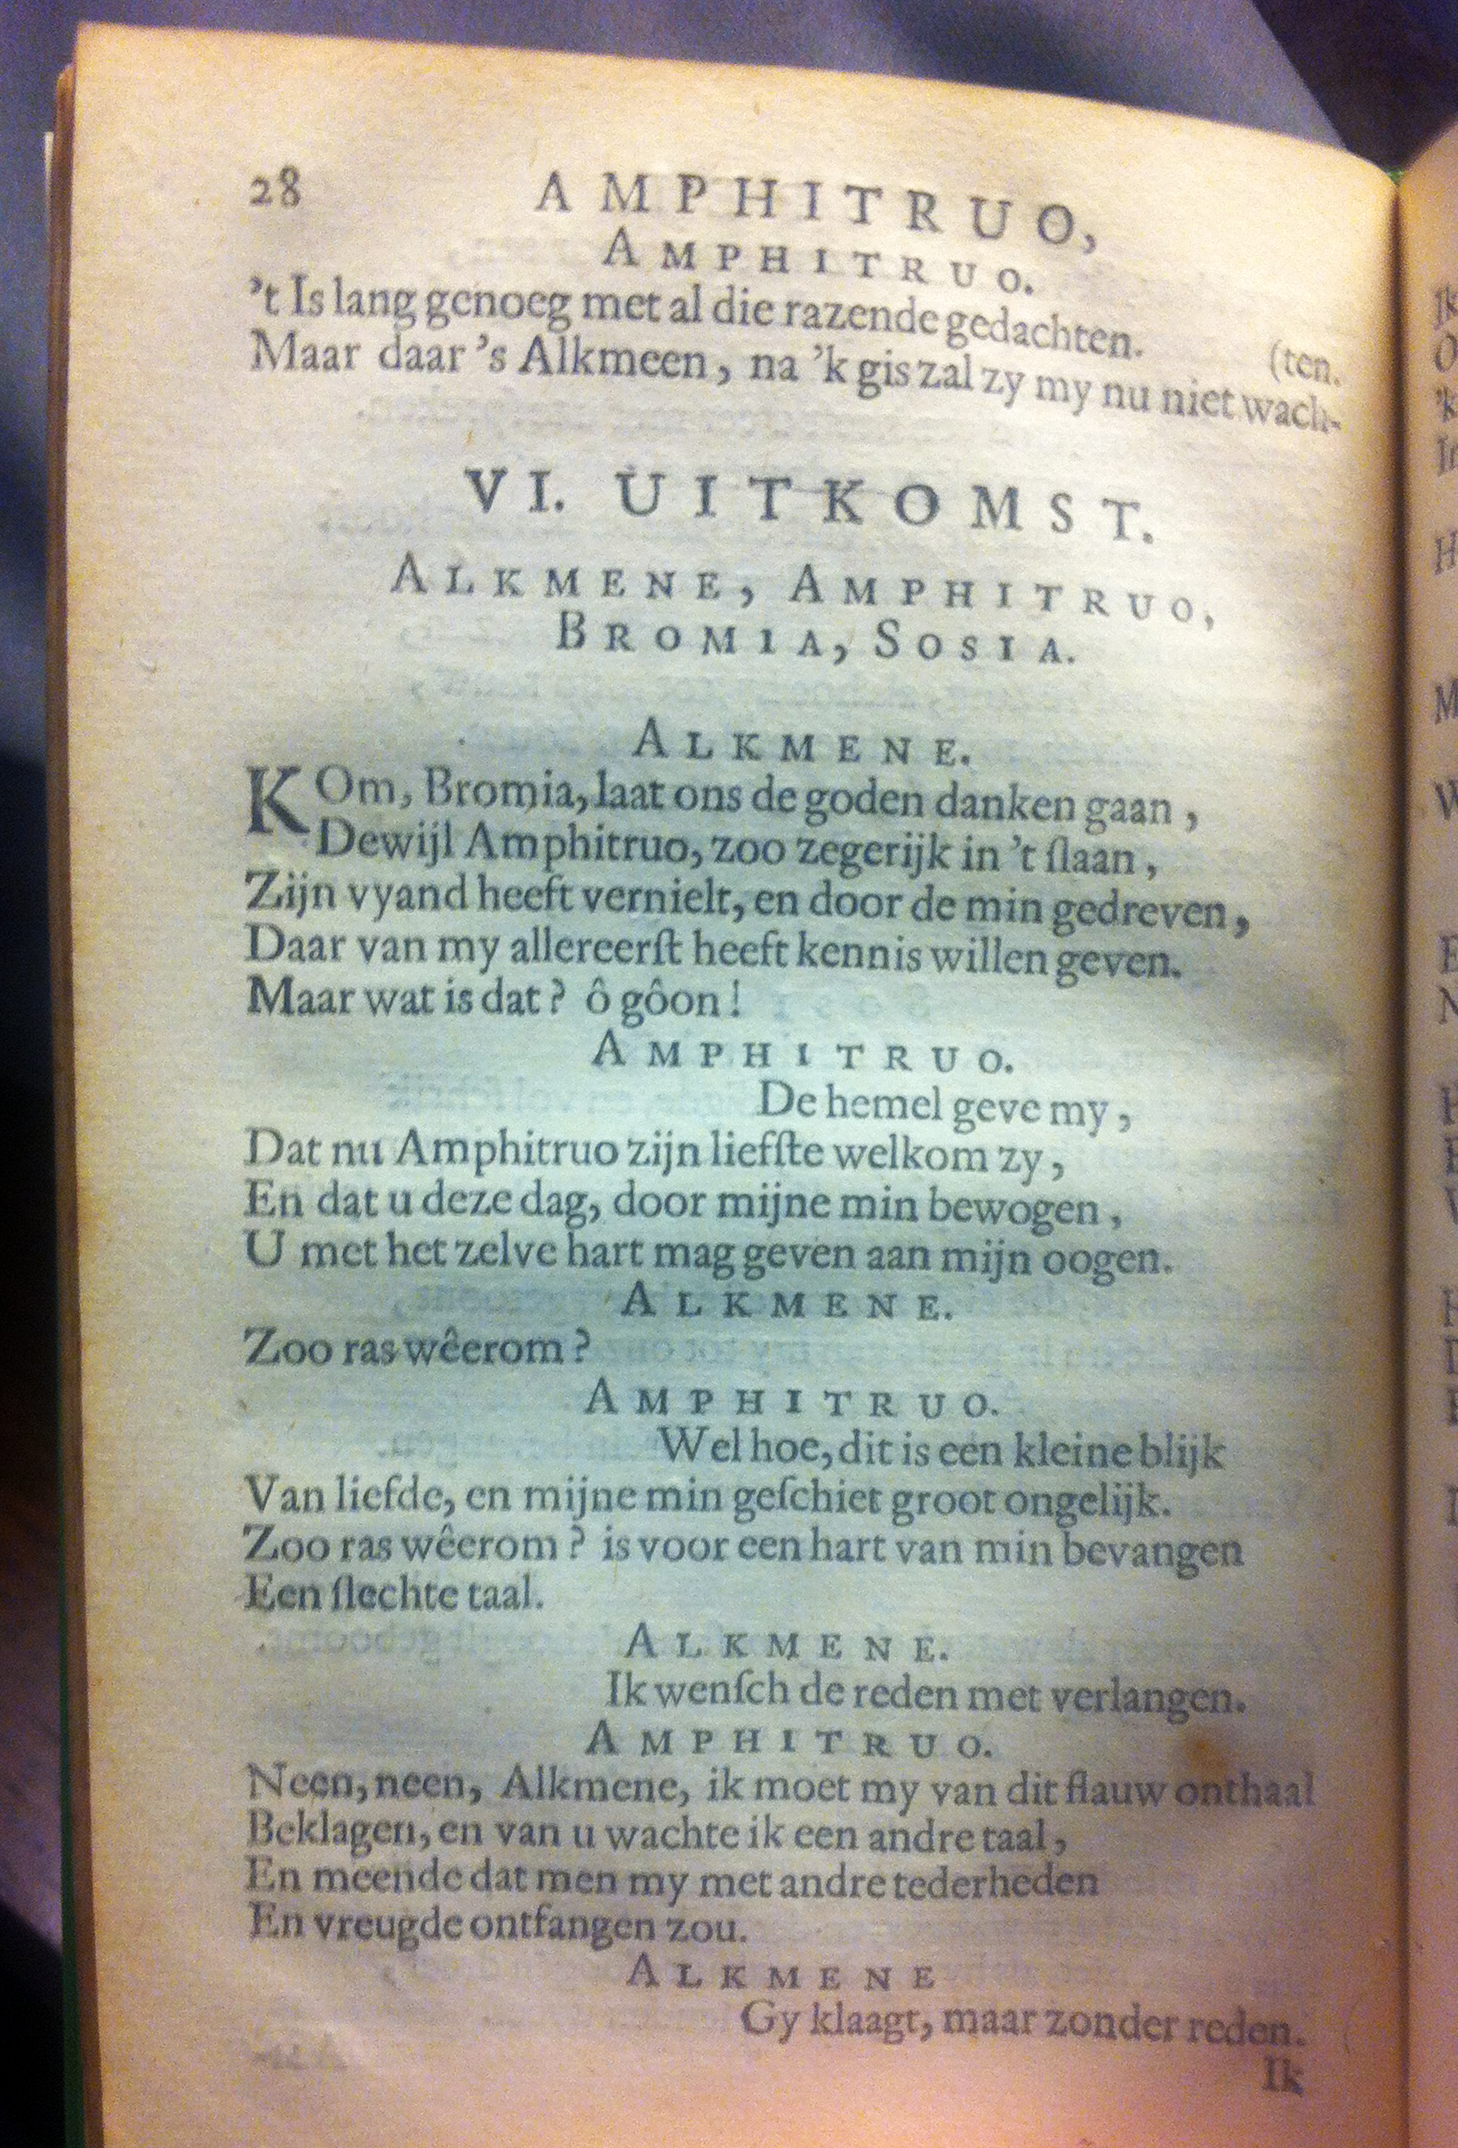 28 AMPHITRUO,
AMPHITRUO.
't Is lang genoeg met al die razende gedachten.
(ten.
Maar daar 's Alkmeen, na 'k gis zal zy my nu niet wach-
VI. UITKOMST.
ALKMENE, AMPHITRUO,
BROMIA, SOSIA.
ALKMENE.
KOm, Bromia, laat ons de goden danken gaan,
Dewijl Amphitruo, zoo zegerijk in 't ſlaan,
Zijn vyand heeft vernielt, en door de min gedreven,
Daar van my allereerſt heeft kennis willen geven.
Maar wat is dat? ô gôon!
AMPHITRUO.
De hemel geve my,
Dat nu Amphitruo zijn liefſte welkom zy,
En dat u deze dag, door mijne min bewogen,
U met het zelve hart mag geven aan mijn oogen.
ALKMENE.
Zoo ras wêerom?
AMPHITRUO.
Wel hoe, dit is een kleine blijk
Van liefde, en mijne min geſchiet groot ongelijk.
Zoo ras wêerom? is voor een hart van min bevangen
Een ſlechte taal.
ALKMENE.
Ik wenſch de reden met verlangen.
AMPHITRUO.
Neen, neen, Alkmene, ik moet my van dit flauw onthaal
Beklagen, en van u wachte ik een andre taal,
En meende dat men my met andre tederheden
En vreugde ontfangen zou.
ALKMENE
Gy klaagt, maar zonder reden.
Ik